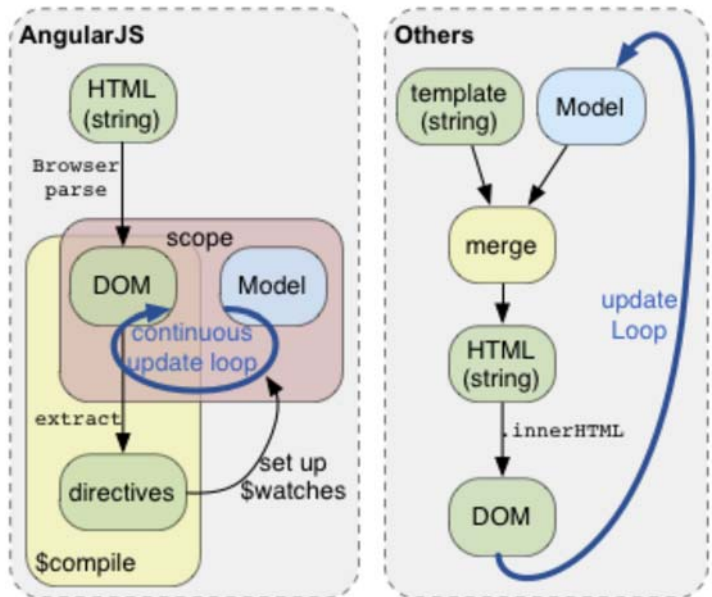 AngularJS
HTML
(string)
Browser
parse
scope
DOM
Model
continuous
update loop
extract
directives
set up
$watches
$compile
Others
template
(string)
Model
merge
update
Loop
HTML
(string)
.innerHTML
DOM